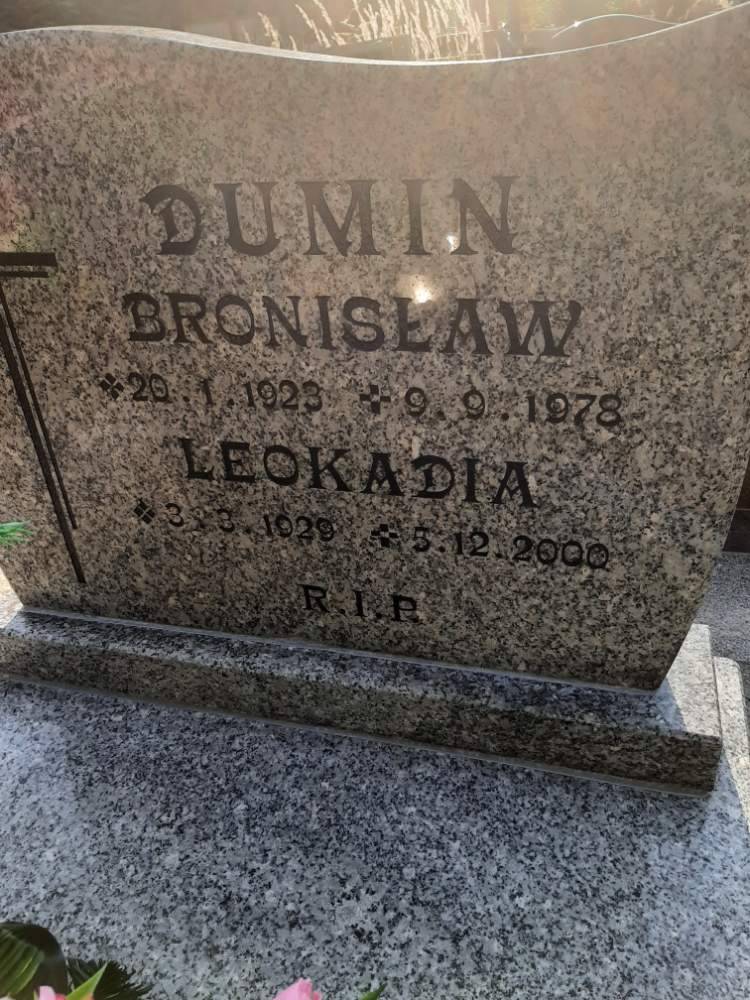 DUMIN
BRONISŁAW
* 20.1.1923 ✝ 9.9.1978
LEOKADIA
* 3.3.1929 ✝ 5.12.2000
R.I.P.